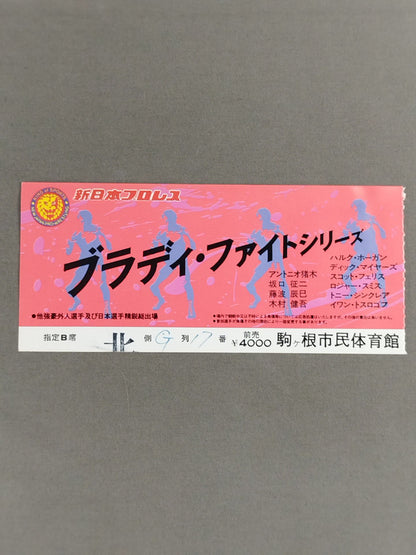 新日本プロレス
ブラディ・ファイトシリーズ
アントニオ猪木
坂口 征二
藤波 辰巳
木村 健吾
ハルク・ホーガン
ディック・マイヤーズ
スコット・フェリス
ロジャー・スミス
トニー・シンクレア
イワン・トスロコフ
●他強豪外人選手及び日本選手精鋭総出場
指定B席
北 側 G 列 17 番
前売
¥4000
駒ヶ根市民体育館